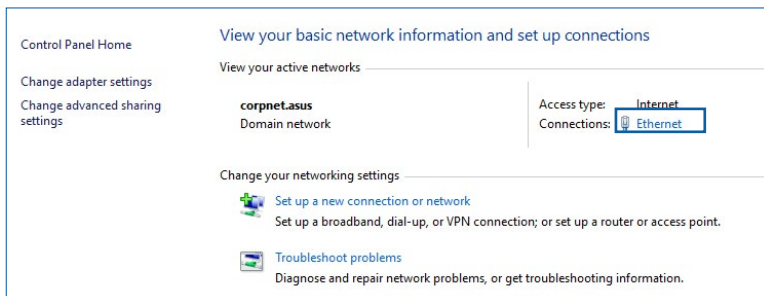 Control Panel Home
Change adapter settings
Change advanced sharing
settings
View your basic network information and set up connections
View your active networks
corpnet.asus
Domain network
Access type: Internet
Connections: Ethernet
Change your networking settings
Set up a new connection or network
Set up a broadband, dial-up, or VPN connection; or set up a router or access point.
Troubleshoot problems
Diagnose and repair network problems, or get troubleshooting information.